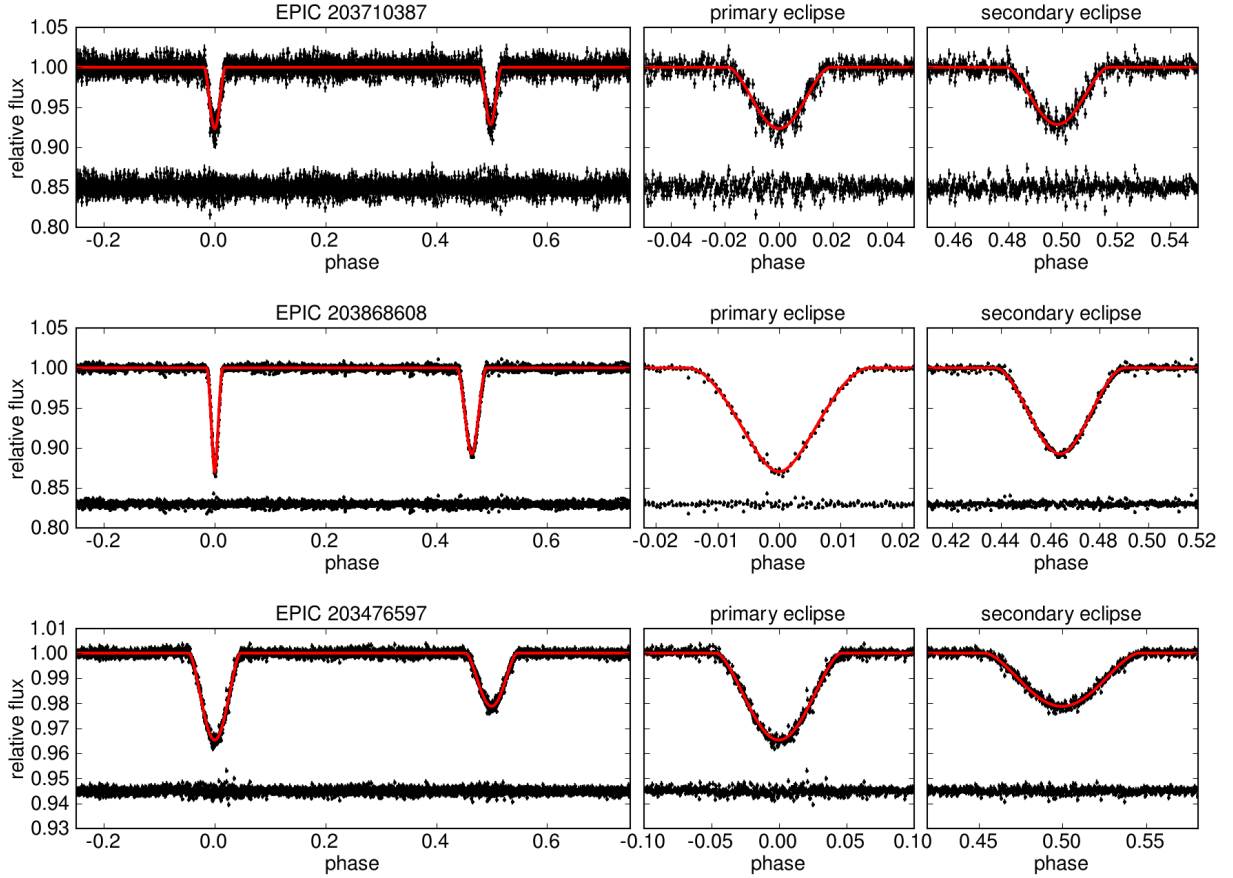 EPIC 203710387 primary eclipse secondary eclipse
1.05
1.00
0.95
0.90
0.85
0.80
relative flux
-0.2 0.0 0.2 0.4 0.6 -0.04 -0.02 0.00 0.02 0.04 0.46 0.48 0.50 0.52 0.54
phase phase phase
EPIC 203868608 primary eclipse secondary eclipse
1.05
1.00
0.95
0.90
0.85
0.80
relative flux
-0.2 0.0 0.2 0.4 0.6 -0.02 -0.01 0.00 0.01 0.02 0.42 0.44 0.46 0.48 0.50 0.52
phase phase phase
EPIC 203476597 primary eclipse secondary eclipse
1.01
1.00
0.99
0.98
0.97
0.96
0.95
0.94
0.93
relative flux
-0.2 0.0 0.2 0.4 0.6 -0.10 -0.05 0.00 0.05 0.10 0.45 0.50 0.55
phase phase phase